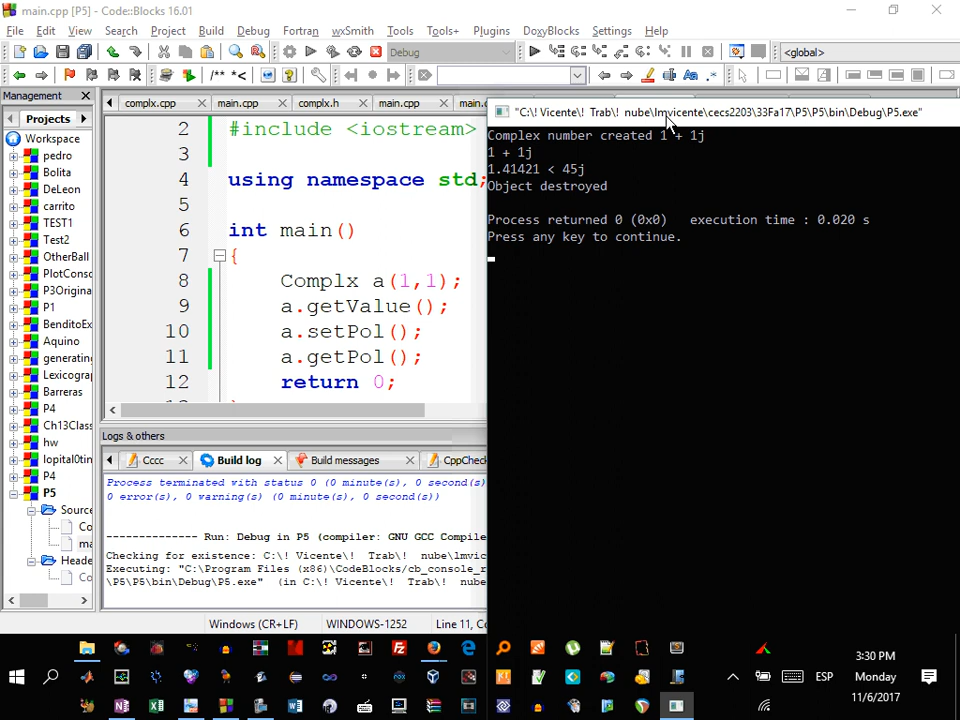 main.cpp [P5] - Code::Blocks 16.01
File Edit View Search Project Build Debug Fortran wxSmith Tools Tools+ Plugins DoxyBlocks Settings Help
Debug <global>
/** *<
Aa .*
Management
Projects
complx.cpp main.cpp complx.h main.cpp main.
Workspace
pedro
Bolita
DeLeon
carrito
TEST1
Test2
OtherBall
PlotCons
P3Origina
P1
BenditoEx
Aquino
generating
Lexicogra
Barreras
P4
Ch13Class
hw
lopital0tin
P4
P5
Source
Co
ma
Heade
Co
2 #include <iostream>
3
4 using namespace std;
5
6 int main()
7 {
8 Complx a(1,1);
9 a.getValue();
10 a.setPol();
11 a.getPol();
12 return 0;
"C:\! Vicente\! Trab\! nube\lmvicente\cecs2203\33Fa17\P5\P5\bin\Debug\P5.exe"
Complex number created 1 + 1j
1 + 1j
1.41421 < 45j
Object destroyed
Process returned 0 (0x0) execution time : 0.020 s
Press any key to continue.
Logs & others
Cccc Build log Build messages CppChec
Process terminated with status 0 (0 minute(s), 0 second(s)
0 error(s), 0 warning(s) (0 minute(s), 0 second(s))
-------------- Run: Debug in P5 (compiler: GNU GCC Comp
Checking for existence: C:\! Vicente\! Trab\! nube\lmvic
Executing: "C:\Program Files (x86)\CodeBlocks/cb_console_r
\P5\P5\bin\Debug\P5.exe" (in C:\! Vicente\! Trab\! nube
Windows (CR+LF) WINDOWS-1252 Line 11, C
ESP
3:30 PM
Monday
11/6/2017